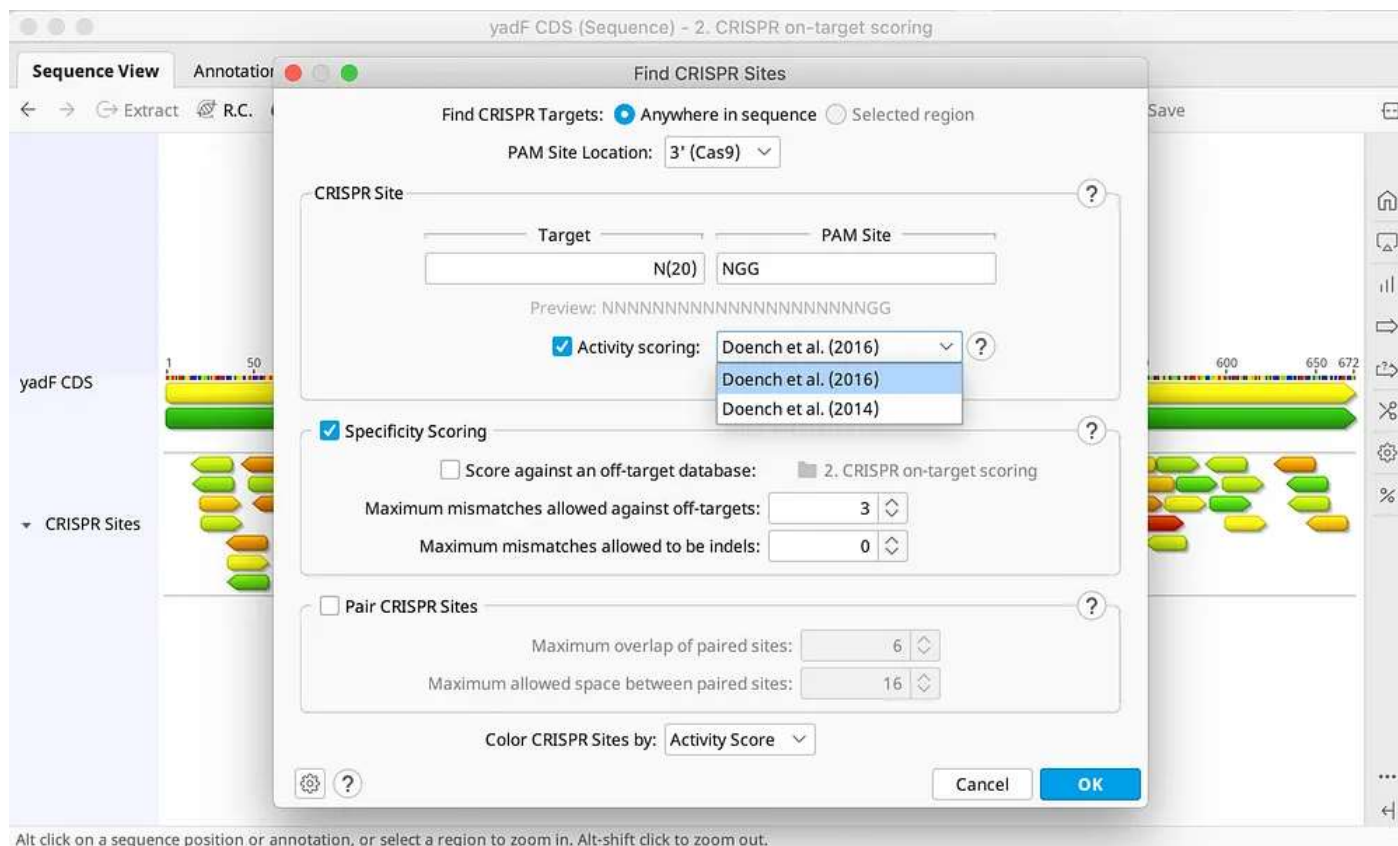 yadF CDS (Sequence) - 2. CRISPR on-target scoring
Sequence View Annotation
Find CRISPR Sites
Extract R.C. Save
Find CRISPR Targets: Anywhere in sequence Selected region
PAM Site Location: 3' (Cas9)
CRISPR Site ?
Target PAM Site
N(20) NGG
Preview: NNNNNNNNNNNNNNNNNNNNNGG
Activity scoring: Doench et al. (2016) ?
Doench et al. (2016)
Doench et al. (2014)
1 50 600 650 672
yadF CDS
Specificity Scoring ?
Score against an off-target database: 2. CRISPR on-target scoring
Maximum mismatches allowed against off-targets: 3
CRISPR Sites
Maximum mismatches allowed to be indels: 0
Pair CRISPR Sites ?
Maximum overlap of paired sites: 6
Maximum allowed space between paired sites: 16
Color CRISPR Sites by: Activity Score
? Cancel OK
Alt click on a sequence position or annotation, or select a region to zoom in. Alt-shift click to zoom out.